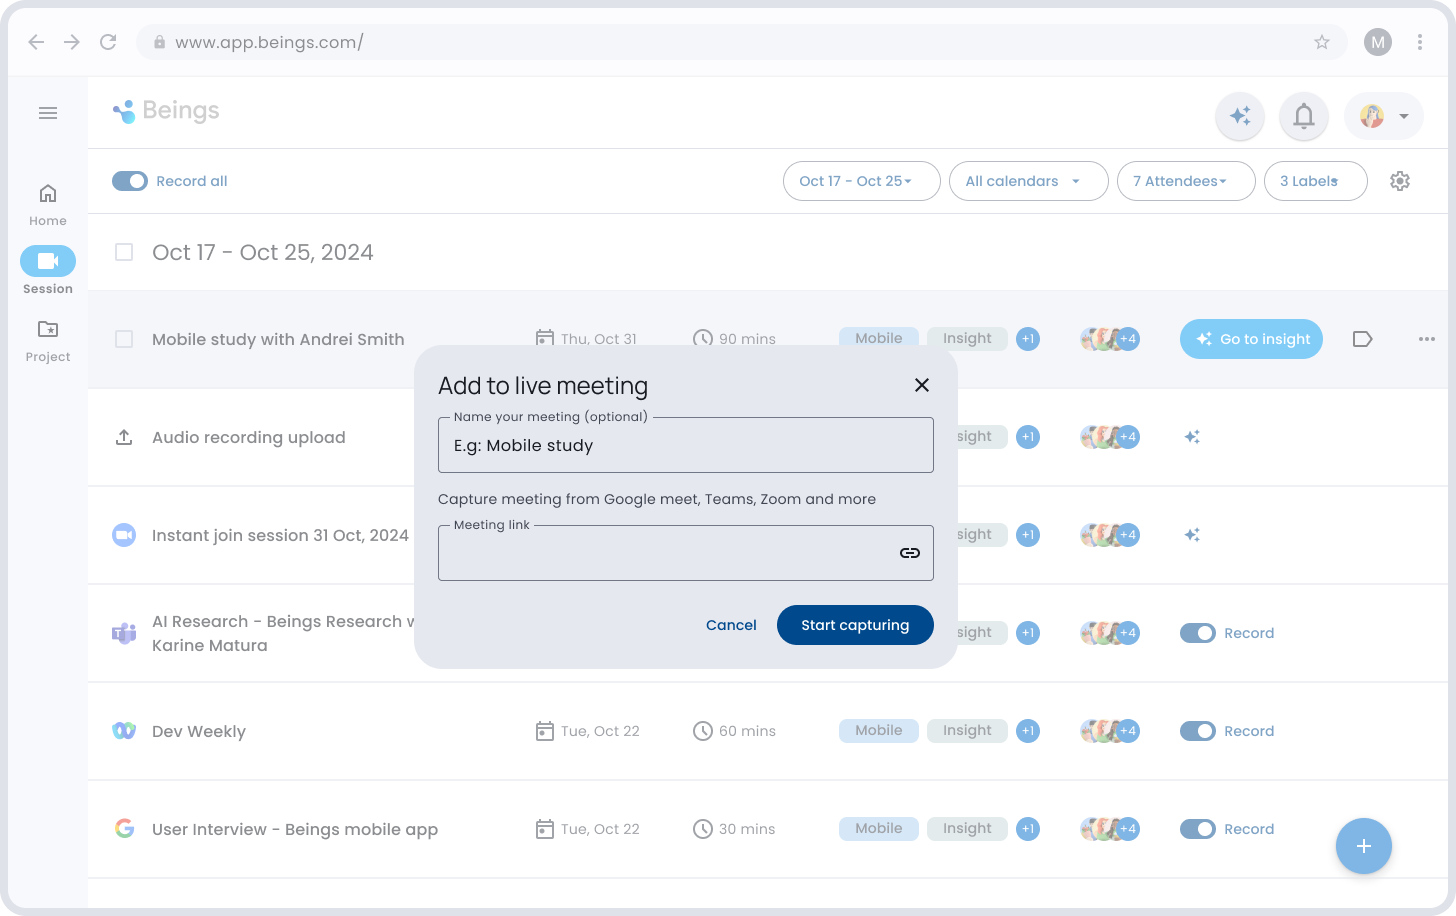 www.app.beings.com/
M
Beings
Record all
Oct 17 - Oct 25
All calendars
7 Attendees
3 Labels
Home
Session
Project
Oct 17 - Oct 25, 2024
Mobile study with Andrei Smith
Thu, Oct 31
90 mins
Mobile
Insight
+1
+4
Go to insight
Add to live meeting
Name your meeting (optional)
E.g: Mobile study
Capture meeting from Google meet, Teams, Zoom and more
Meeting link
Cancel
Start capturing
Audio recording upload
+1
+4
Instant join session 31 Oct, 2024
+1
+4
AI Research - Beings Research
Karine Matura
+1
+4
Record
Dev Weekly
Tue, Oct 22
60 mins
Mobile
Insight
+1
+4
Record
User Interview - Beings mobile app
Tue, Oct 22
30 mins
Mobile
Insight
+1
+4
Record